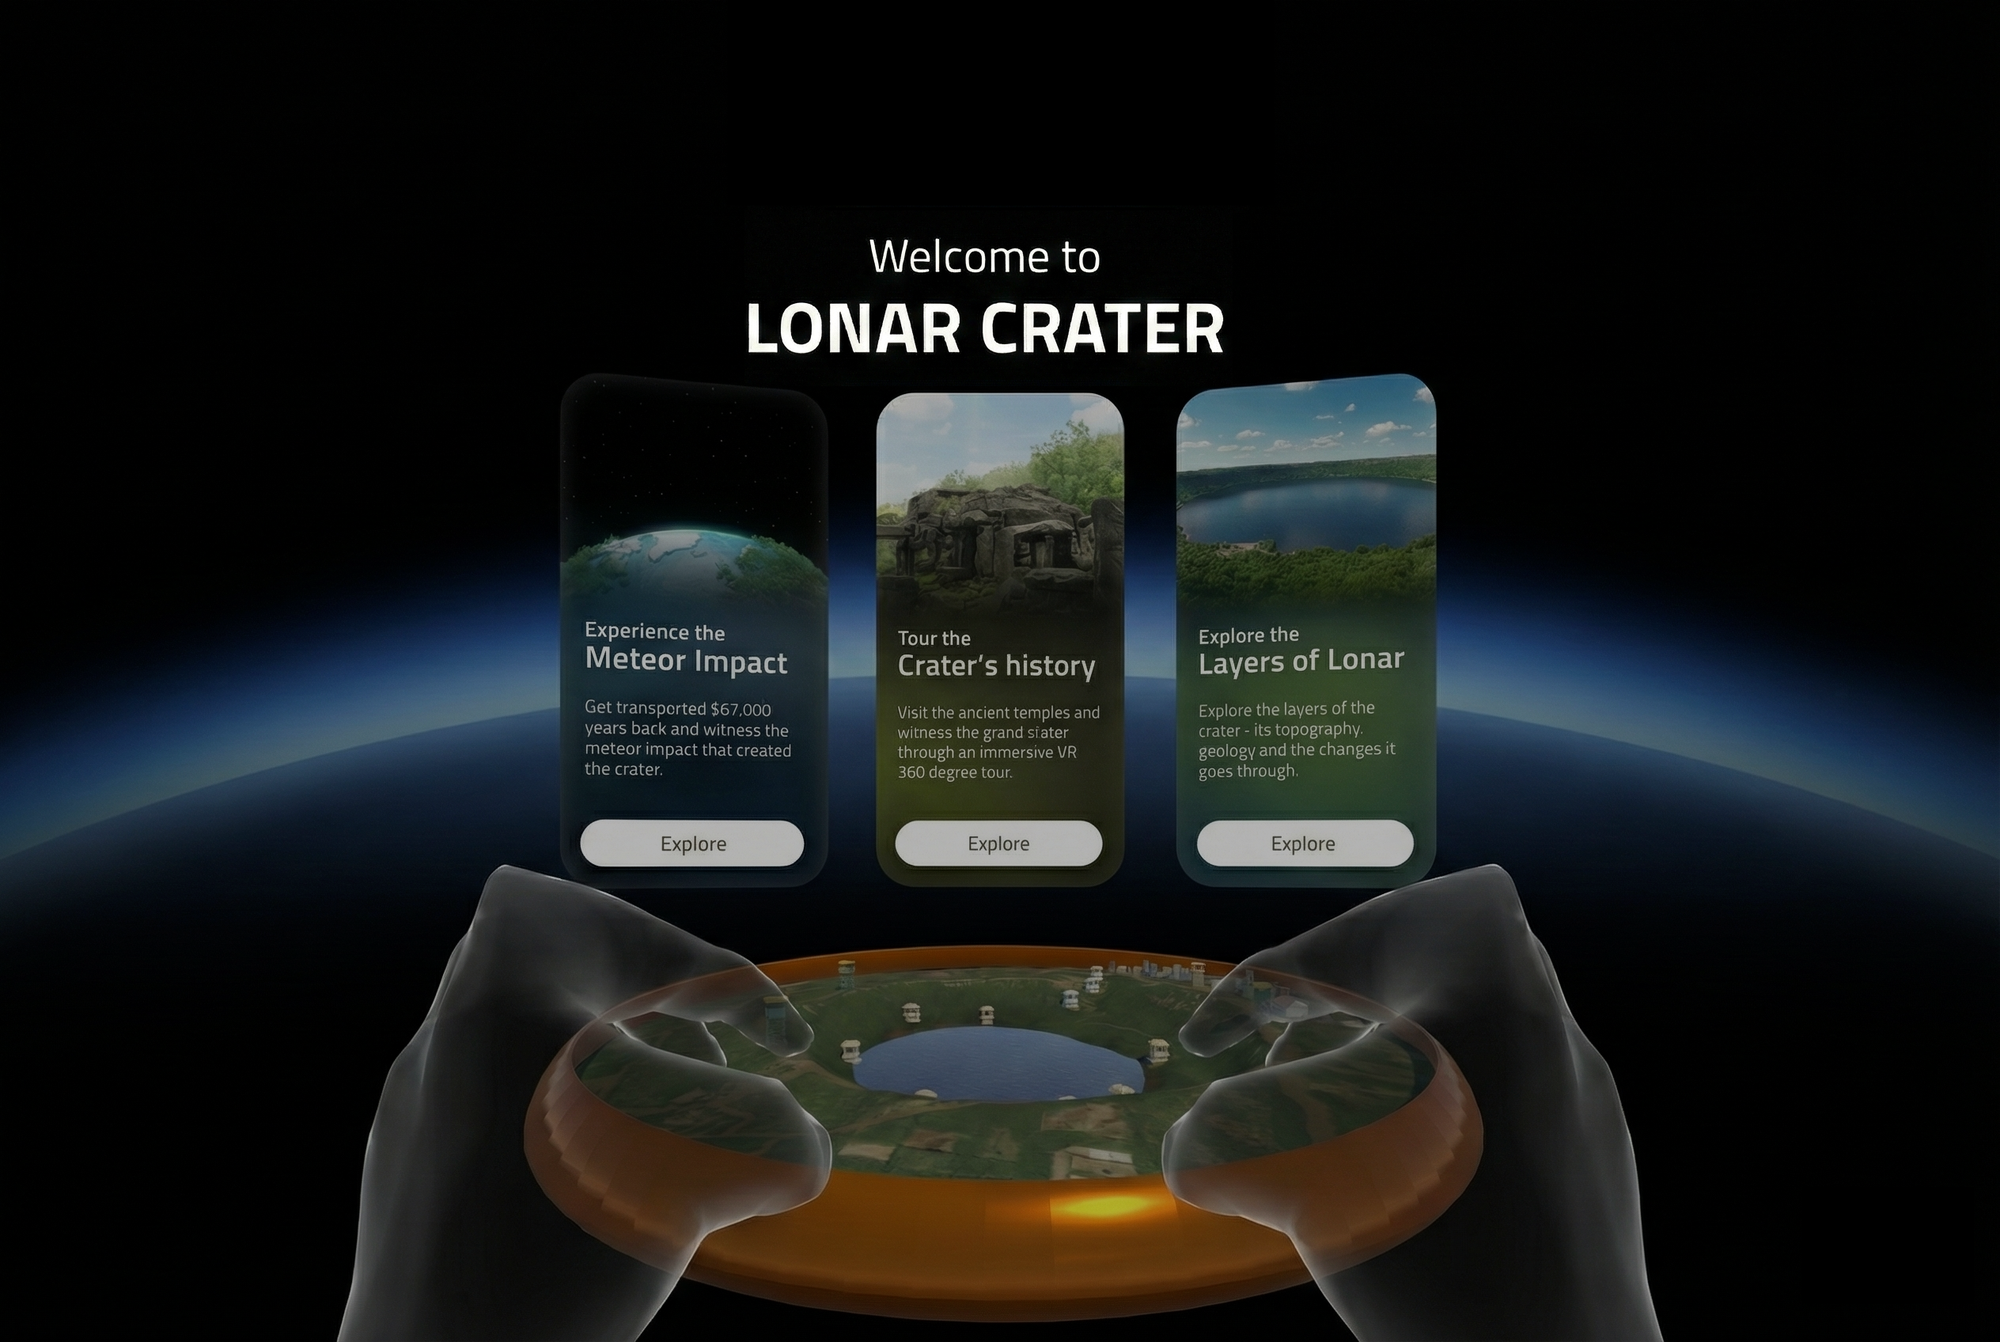 Welcome to
LONAR CRATER
Experience the
Meteor Impact
Get transported $67,000
years back and witness the
meteor impact that created
the crater.
Explore
Tour the
Crater's history
Visit the ancient temples and
witness the grand siater
through an immersive VR
360 degree tour.
Explore
Explore the
Layers of Lonar
Explore the layers of the
crater - its topography.
geology and the changes it
goes through.
Explore